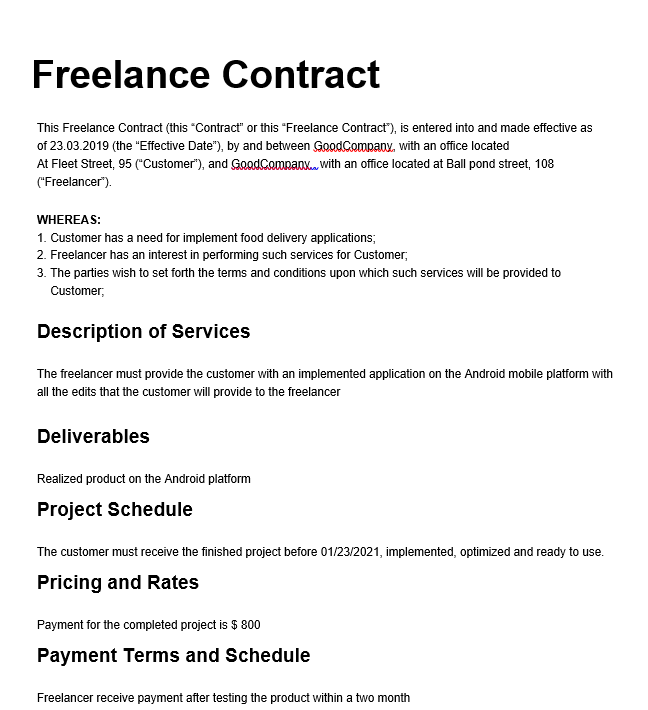 Freelance Contract
This Freelance Contract (this “Contract” or this “Freelance Contract”), is entered into and made effective as
of 23.03.2019 (the “Effective Date”), by and between GoodCompany, with an office located
At Fleet Street, 95 (“Customer”), and GoodCompany,, with an office located at Ball pond street, 108
(“Freelancer”).
WHEREAS:
1. Customer has a need for implement food delivery applications;
2. Freelancer has an interest in performing such services for Customer;
3. The parties wish to set forth the terms and conditions upon which such services will be provided to
Customer;
Description of Services
The freelancer must provide the customer with an implemented application on the Android mobile platform with
all the edits that the customer will provide to the freelancer
Deliverables
Realized product on the Android platform
Project Schedule
The customer must receive the finished project before 01/23/2021, implemented, optimized and ready to use.
Pricing and Rates
Payment for the completed project is $ 800
Payment Terms and Schedule
Freelancer receive payment after testing the product within a two month